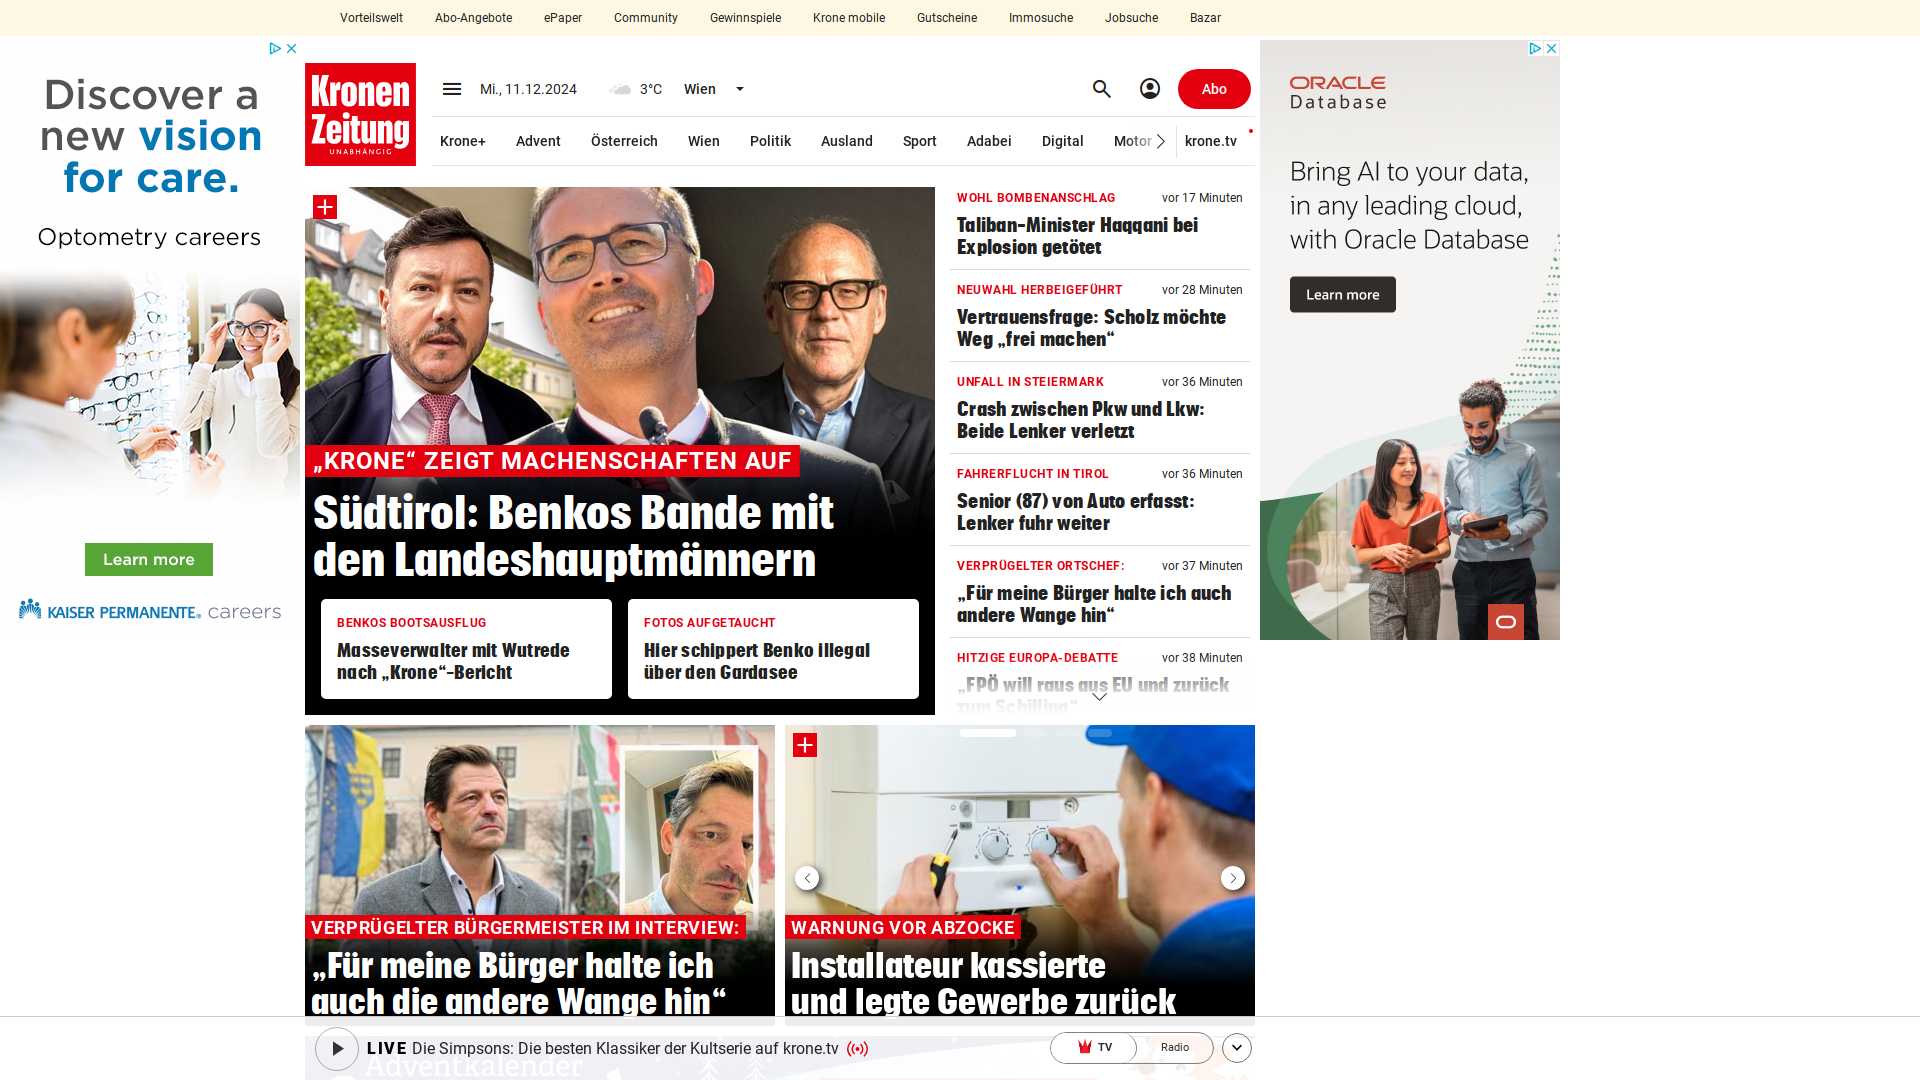 Vorteilswelt Abo-Angebote ePaper Community Gewinnspiele Krone mobile Gutscheine Immosuche Jobsuche Bazar
Discover a
new vision
for care.
Optometry careers
Learn more
KAISER PERMANENTE® careers
Kronen
Zeitung
UNABHÄNGIG
Mi., 11.12.2024 3°C Wien
Abo
Krone+ Advent Österreich Wien Politik Ausland Sport Adabei Digital Motor krone.tv
„KRONE“ ZEIGT MACHENSCHAFTEN AUF
Südtirol: Benkos Bande mit
den Landeshauptmännern
BENKOS BOOTSAUSFLUG
Masseverwalter mit Wutrede
nach „Krone“-Bericht
FOTOS AUFGETAUCHT
Hier schippert Benko illegal
über den Gardasee
WOHL BOMBENANSCHLAG vor 17 Minuten
Taliban-Minister Haqqani bei
Explosion getötet
NEUWAHL HERBEIGEFÜHRT vor 28 Minuten
Vertrauensfrage: Scholz möchte
Weg „frei machen“
UNFALL IN STEIERMARK vor 36 Minuten
Crash zwischen Pkw und Lkw:
Beide Lenker verletzt
FAHRERFLUCHT IN TIROL vor 36 Minuten
Senior (87) von Auto erfasst:
Lenker fuhr weiter
VERPRÜGELTER ORTSCHEF: vor 37 Minuten
„Für meine Bürger halte ich auch
andere Wange hin“
HITZIGE EUROPA-DEBATTE vor 38 Minuten
„FPÖ will raus aus EU und zurück
zum Schilling“
ORACLE
Database
Bring AI to your data,
in any leading cloud,
with Oracle Database
Learn more
VERPRÜGELTER BÜRGERMEISTER IM INTERVIEW:
„Für meine Bürger halte ich
auch die andere Wange hin“
WARNUNG VOR ABZOCKE
Installateur kassierte
und legte Gewerbe zurück
LIVE Die Simpsons: Die besten Klassiker der Kultserie auf krone.tv
TV Radio
Adventkalender